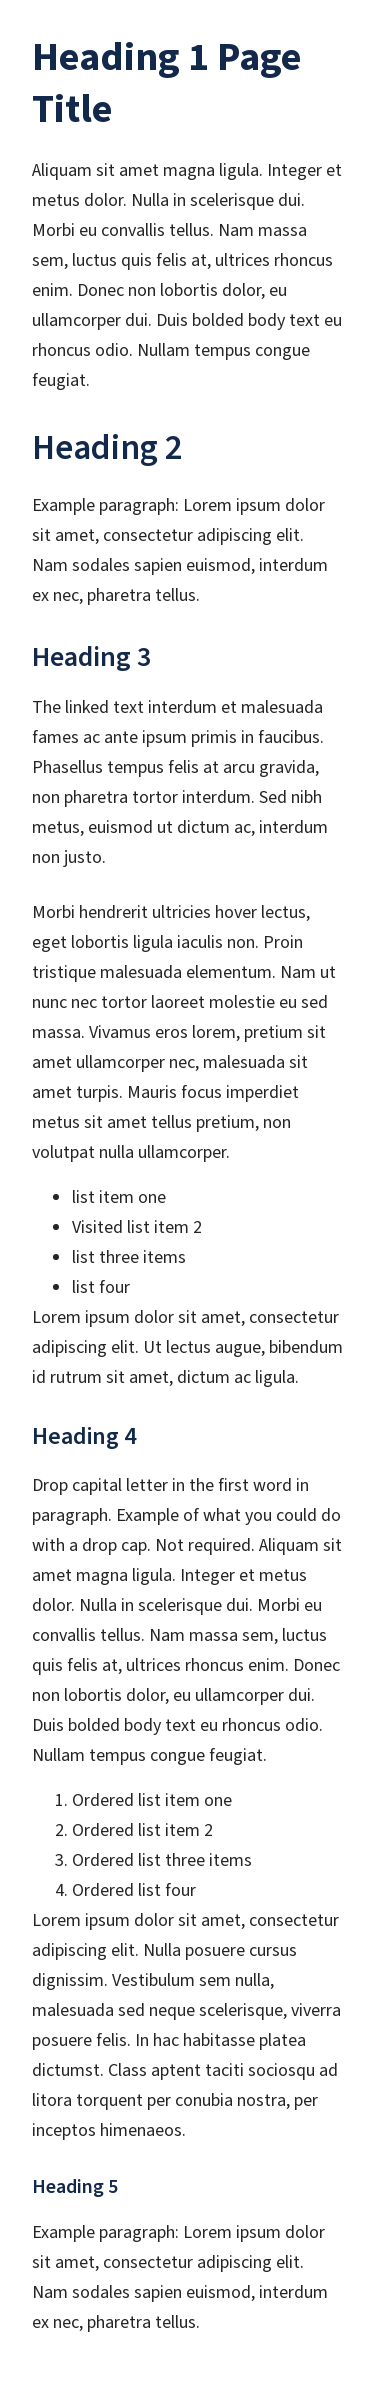 Heading 1 Page
Title
Aliquam sit amet magna ligula. Integer et
metus dolor. Nulla in scelerisque dui.
Morbi eu convallis tellus. Nam massa
sem, luctus quis felis at, ultrices rhoncus
enim. Donec non lobortis dolor, eu
ullamcorper dui. Duis bolded body text eu
rhoncus odio. Nullam tempus congue
feugiat.
Heading 2
Example paragraph: Lorem ipsum dolor
sit amet, consectetur adipiscing elit.
Nam sodales sapien euismod, interdum
ex nec, pharetra tellus.
Heading 3
The linked text interdum et malesuada
fames ac ante ipsum primis in faucibus.
Phasellus tempus felis at arcu gravida,
non pharetra tortor interdum. Sed nibh
metus, euismod ut dictum ac, interdum
non justo.
Morbi hendrerit ultricies hover lectus,
eget lobortis ligula iaculis non. Proin
tristique malesuada elementum. Nam ut
nunc nec tortor laoreet molestie eu sed
massa. Vivamus eros lorem, pretium sit
amet ullamcorper nec, malesuada sit
amet turpis. Mauris focus imperdiet
metus sit amet tellus pretium, non
volutpat nulla ullamcorper.
• list item one
• Visited list item 2
• list three items
• list four
Lorem ipsum dolor sit amet, consectetur
adipiscing elit. Ut lectus augue, bibendum
id rutrum sit amet, dictum ac ligula.
Heading 4
Drop capital letter in the first word in
paragraph. Example of what you could do
with a drop cap. Not required. Aliquam sit
amet magna ligula. Integer et metus
dolor. Nulla in scelerisque dui. Morbi eu
convallis tellus. Nam massa sem, luctus
quis felis at, ultrices rhoncus enim. Donec
non lobortis dolor, eu ullamcorper dui.
Duis bolded body text eu rhoncus odio.
Nullam tempus congue feugiat.
1. Ordered list item one
2. Ordered list item 2
3. Ordered list three items
4. Ordered list four
Lorem ipsum dolor sit amet, consectetur
adipiscing elit. Nulla posuere cursus
dignissim. Vestibulum sem nulla,
malesuada sed neque scelerisque, viverra
posuere felis. In hac habitasse platea
dictumst. Class aptent taciti sociosqu ad
litora torquent per conubia nostra, per
inceptos himenaeos.
Heading 5
Example paragraph: Lorem ipsum dolor
sit amet, consectetur adipiscing elit.
Nam sodales sapien euismod, interdum
ex nec, pharetra tellus.